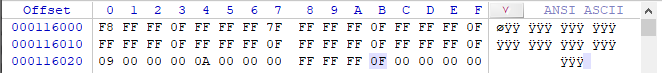 Offset 0 1 2 3 4 5 6 7 8 9 A B C D E F ANSI ASCII
000116000 F8 FF FF 0F FF FF FF 7F FF FF FF 0F FF FF FF 0F øÿÿ ÿÿÿ ÿÿÿ ÿÿÿ
000116010 FF FF FF 0F FF FF FF 0F FF FF FF 0F FF FF FF 0F ÿÿÿ ÿÿÿ ÿÿÿ ÿÿÿ
000116020 09 00 00 00 0A 00 00 00 FF FF FF 0F 00 00 00 00 ÿÿÿ